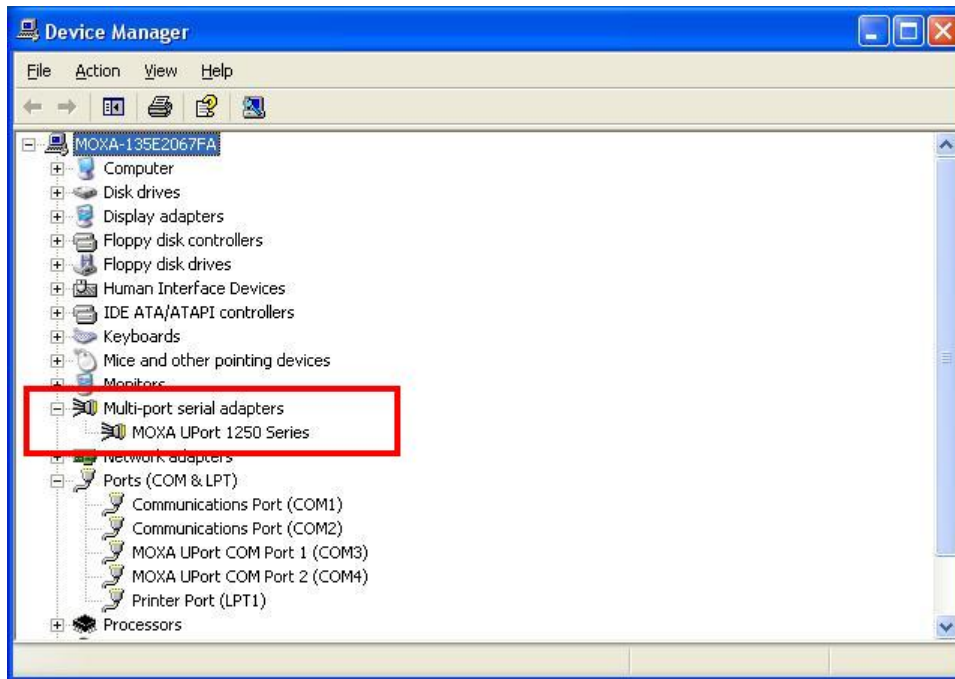 Device Manager
File Action View Help
MOXA-135E2067FA
Computer
Disk drives
Display adapters
Floppy disk controllers
Floppy disk drives
Human Interface Devices
IDE ATA/ATAPI controllers
Keyboards
Mice and other pointing devices
Monitors
Multi-port serial adapters
MOXA UPort 1250 Series
Network adapters
Ports (COM & LPT)
Communications Port (COM1)
Communications Port (COM2)
MOXA UPort COM Port 1 (COM3)
MOXA UPort COM Port 2 (COM4)
Printer Port (LPT1)
Processors